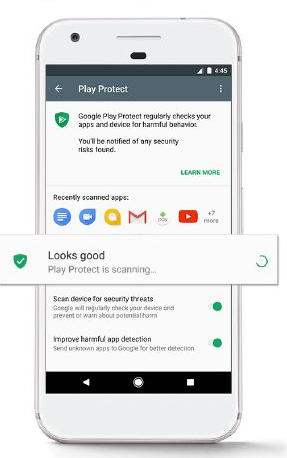 4:45
Play Protect
Google Play Protect regularly checks your
apps and device for harmful behavior.
You'll be notified of any security
risks found.
LEARN MORE
Recently scanned apps:
pay
+7
more
Looks good
Play Protect is scanning...
Scan device for security threats
Google will regularly check your device and
prevent or warn about potential harm
Improve harmful app detection
Send unknown apps to Google for better detection